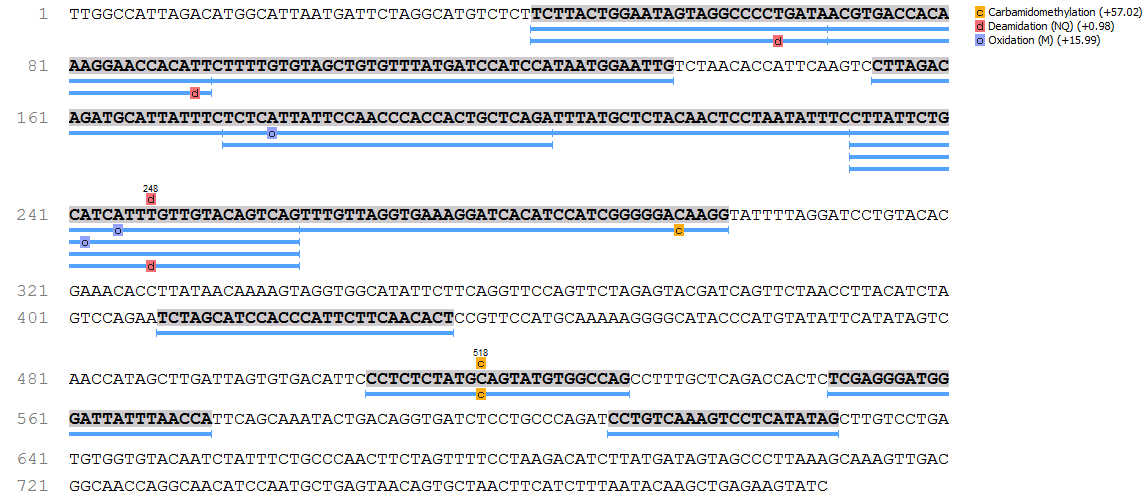 1 TTGGCCATTAGACATGGCATTAATGATTCTAGGCATGTCTCTTCTTACTGGAATAGTAGGCCCCTGATAACGTGACCACA
c Carbamidomethylation (+57.02)
d Deamidation (NQ) (+0.98)
o Oxidation (M) (+15.99)
d
81 AAGGAACCACATTCTTTTGTGTAGCTGTGTTTATGATCCATCCATAATGGAATTGTCTAACACCATTCAAGTCCTTAGAC
d
161 AGATGCATTATTTCTCTCATTATTCCAACCCACCACTGCTCAGATTTATGCTCTACAACTCCTAATATTTCCTTATTCTG
o
248
d
241 CATCATTTGTTGTACAGTCAGTTTGTTAGGTGAAAGGATCACATCCATCGGGGGACAAGGTATTTTAGGATCCTGTACAC
o c
o
d
321 GAAACACCTTATAACAAAAGTAGGTGGCATATTCTTCAGGTTCCAGTTCTAGAGTACGATCAGTTCTAACCTTACATCTA
401 GTCCAGAATCTAGCATCCACCCATTCTTCAACACTCCGTTCCATGCAAAAAGGGGCATACCCATGTATATTCATATAGTC
518
c
481 AACCATAGCTTGATTAGTGTGACATTCCCTCTCTATGCAGTATGTGGCCAGCCTTTGCTCAGACCACTCTCGAGGGATGG
c
561 GATTATTTAACCATTCAGCAAATACTGACAGGTGATCTCCTGCCCAGATCCTGTCAAAGTCCTCATATAGCTTGTCCTGA
641 TGTGGTGTACAATCTATTTCTGCCCAACTTCTAGTTTTCCTAAGACATCTTATGATAGTAGCCCTTAAAGCAAAGTTGAC
721 GGCAACCAGGCAACATCCAATGCTGAGTAACAGTGCTAACTTCATCTTTAATACAAGCTGAGAAGTATC